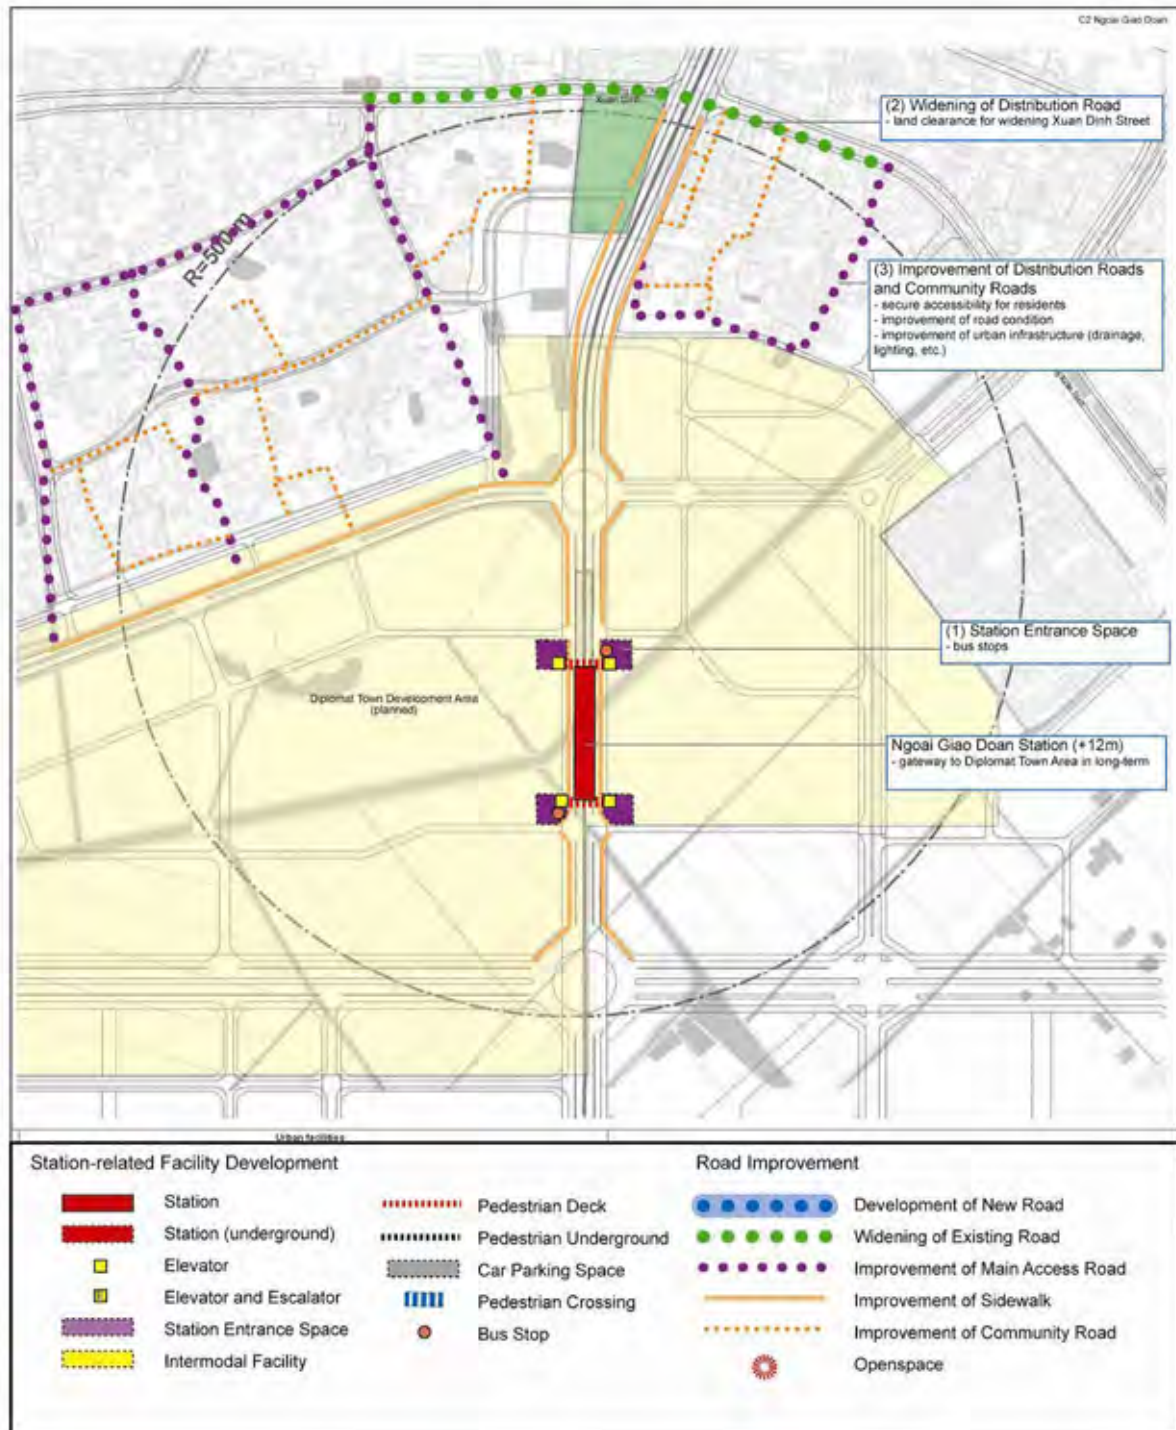 C2 Ngoai Giao Doan
Xuan Dinh
(2) Widening of Distribution Road
- land clearance for widening Xuan Dinh Street
R=500m
(3) Improvement of Distribution Roads
and Community Roads
- secure accessibility for residents
- improvement of road condition
- improvement of urban infrastructure (drainage,
lighting, etc.)
(1) Station Entrance Space
- bus stops
Diplomat Town Development Area
(planned)
Ngoai Giao Doan Station (+12m)
- gateway to Diplomat Town Area in long-term
Urban facilities
Station-related Facility Development
Station
Station (underground)
Elevator
Elevator and Escalator
Station Entrance Space
Intermodal Facility
Pedestrian Deck
Pedestrian Underground
Car Parking Space
Pedestrian Crossing
Bus Stop
Road Improvement
Development of New Road
Widening of Existing Road
Improvement of Main Access Road
Improvement of Sidewalk
Improvement of Community Road
Openspace